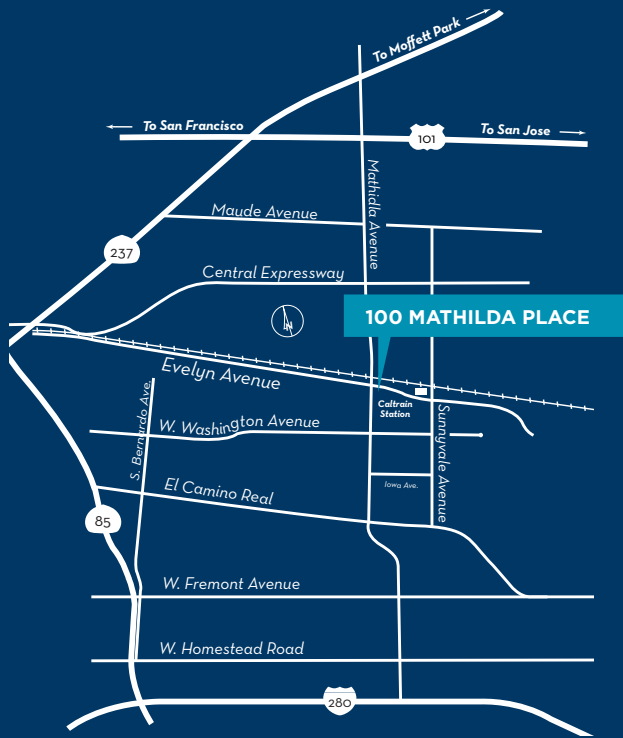 To Moffett Park
To San Francisco
101
To San Jose
Mathidla Avenue
Maude Avenue
237
Central Expressway
N
100 MATHILDA PLACE
Evelyn Avenue
Caltrain
Station
S. Bernardo Ave.
W. Washington Avenue
Sunnyvale Avenue
Iowa Ave.
El Camino Real
85
W. Fremont Avenue
W. Homestead Road
280